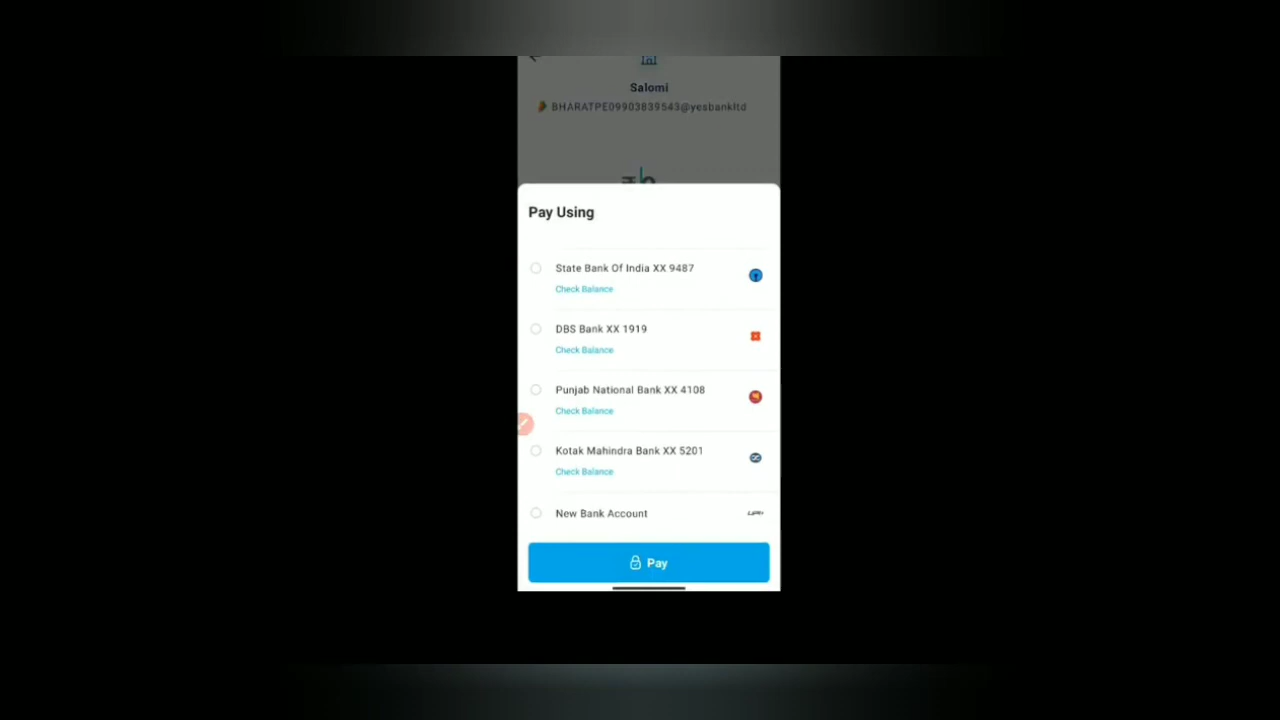 Salomi
BHARATPE09903839543@yesbankltd
Pay Using
State Bank Of India XX 9487
Check Balance
DBS Bank XX 1919
Check Balance
Punjab National Bank XX 4108
Check Balance
Kotak Mahindra Bank XX 5201
Check Balance
New Bank Account
Pay